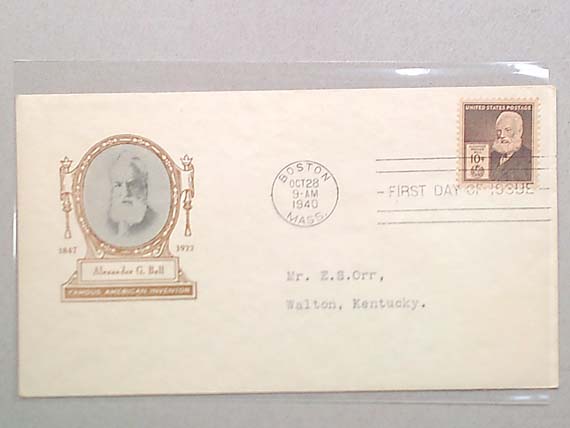 UNITED STATES POSTAGE
10¢
BOSTON
OCT 28
9-AM
1940
MASS.
FIRST DAY OF ISSUE
1847 1922
Alexander G. Bell
FAMOUS AMERICAN INVENTOR
Mr. E.S.Orr,
Walton, Kentucky.